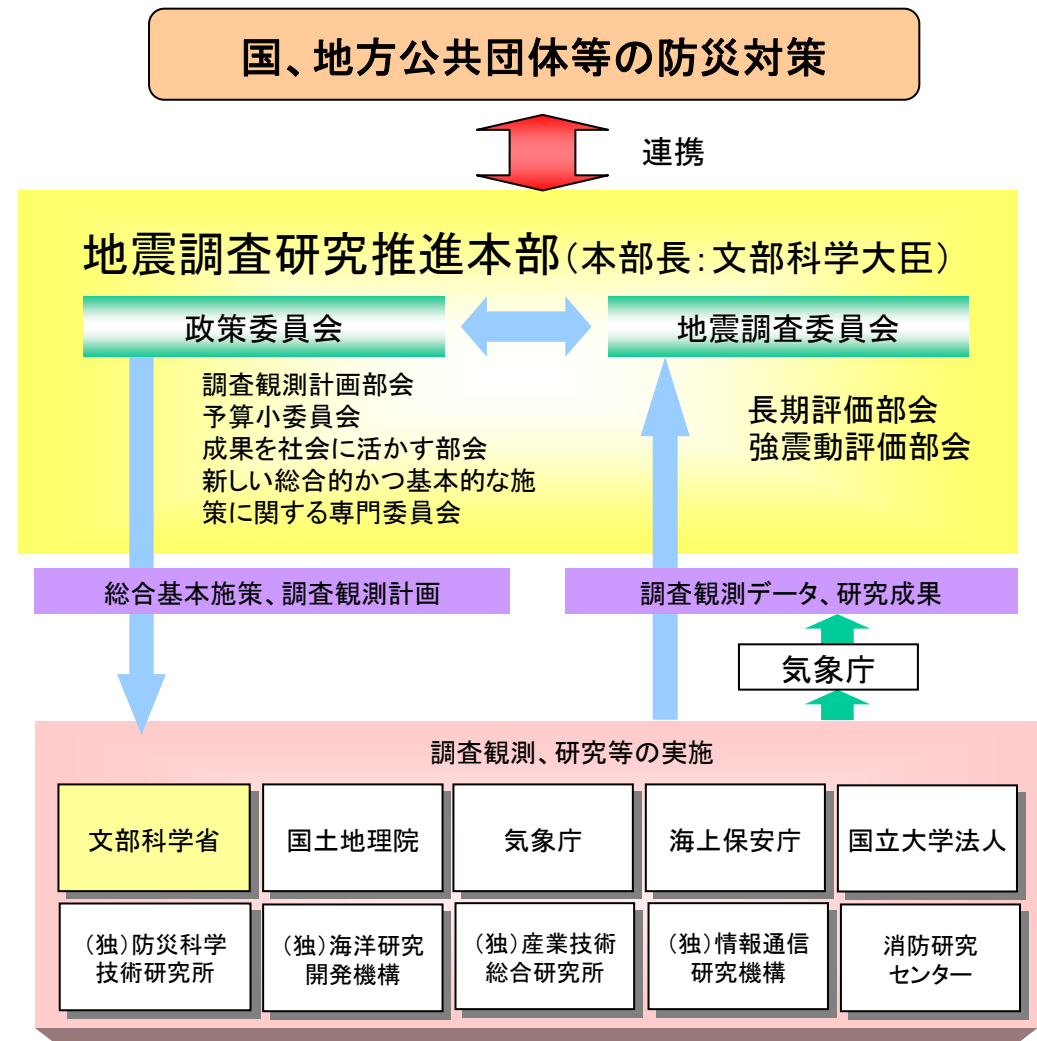 国、地方公共団体等の防災対策
連携
地震調査研究推進本部(本部長:文部科学大臣)
政策委員会
地震調査委員会
調査観測計画部会
予算小委員会
成果を社会に活かす部会
新しい総合的かつ基本的な施
策に関する専門委員会
長期評価部会
強震動評価部会
総合基本施策、調査観測計画
調査観測データ、研究成果
気象庁
調査観測、研究等の実施
文部科学省
国土地理院
気象庁
海上保安庁
国立大学法人
(独)防災科学
技術研究所
(独)海洋研究
開発機構
(独)産業技術
総合研究所
(独)情報通信
研究機構
消防研究
センター